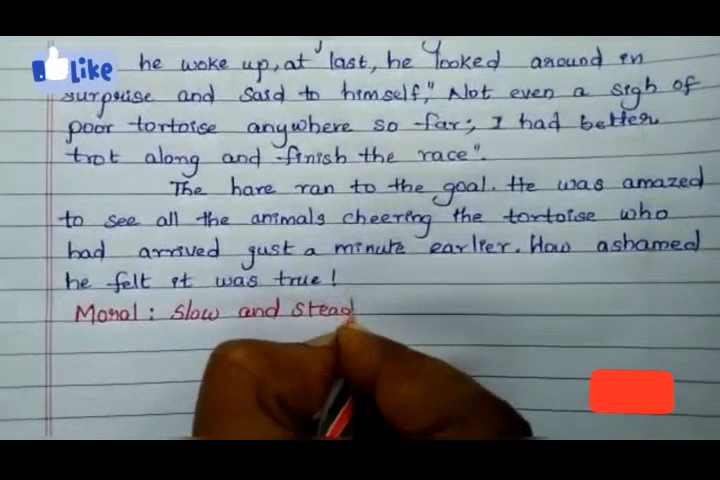 Like
he woke up, at last, he looked around in
surprise and said to himself," Not even a sigh of
poor tortoise anywhere so far; I had better
trot along and finish the race".
The hare ran to the goal. He was amazed
to see all the animals cheering the tortoise who
had arrived just a minute earlier. How ashamed
he felt it was true!
Moral: Slow and stead